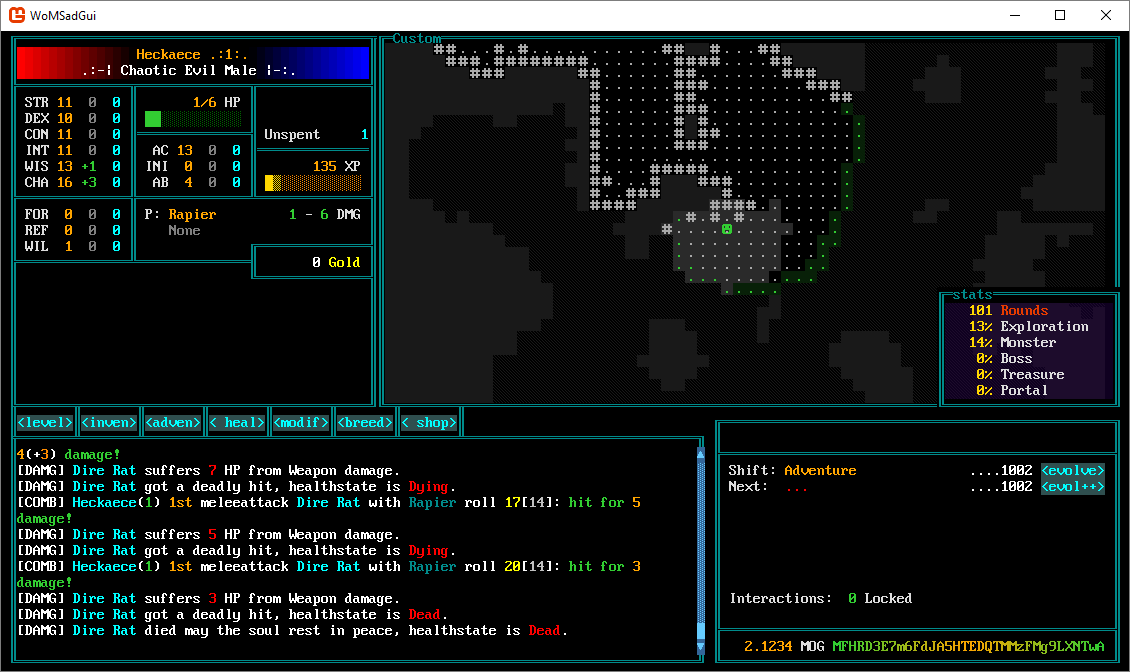 WoMSadGui
Heckaece .:1:.
.:-¦ Chaotic Evil Male ¦-:.
STR 11 0 0
DEX 10 0 0
CON 11 0 0
INT 11 0 0
WIS 13 +1 0
CHA 16 +3 0
1/6 HP
AC 13 0 0
INI 0 0 0
AB 4 0 0
Unspent 1
135 XP
FOR 0 0 0
REF 0 0 0
WIL 1 0 0
P: Rapier 1 - 6 DMG
None
0 Gold
Custom
stats
101 Rounds
13% Exploration
14% Monster
0% Boss
0% Treasure
0% Portal
<level> <inven> <adven> < heal> <modif> <breed> < shop>
4(+3) damage!
[DAMG] Dire Rat suffers 7 HP from Weapon damage.
[DAMG] Dire Rat got a deadly hit, healthstate is Dying.
[COMB] Heckaece(1) 1st meleeattack Dire Rat with Rapier roll 17[14]: hit for 5
damage!
[DAMG] Dire Rat suffers 5 HP from Weapon damage.
[DAMG] Dire Rat got a deadly hit, healthstate is Dying.
[COMB] Heckaece(1) 1st meleeattack Dire Rat with Rapier roll 20[14]: hit for 3
damage!
[DAMG] Dire Rat suffers 3 HP from Weapon damage.
[DAMG] Dire Rat got a deadly hit, healthstate is Dead.
[DAMG] Dire Rat died may the soul rest in peace, healthstate is Dead.
Shift: Adventure ....1002 <evolve>
Next: ... ....1002 <evol++>
Interactions: 0 Locked
2.1234 MOG MFHRD3E7m6FdJA5HTEDQTMMzFMg9LXNTwA